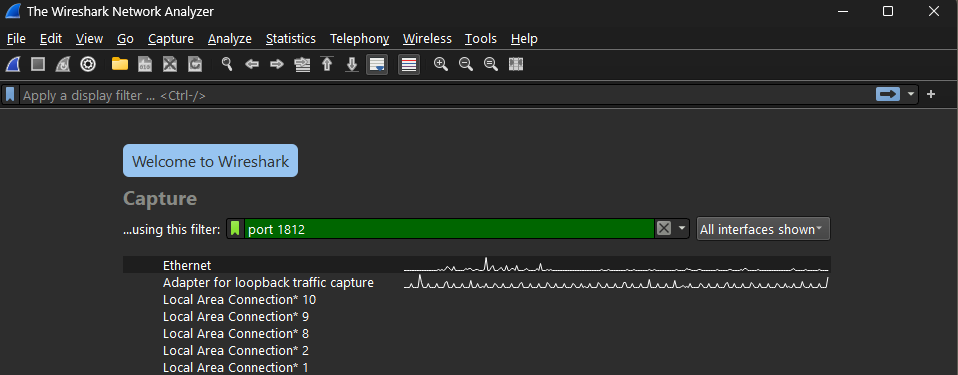 The Wireshark Network Analyzer
File Edit View Go Capture Analyze Statistics Telephony Wireless Tools Help
Apply a display filter ... <Ctrl-/>
Welcome to Wireshark
Capture
...using this filter: port 1812 All interfaces shown
Ethernet
Adapter for loopback traffic capture
Local Area Connection* 10
Local Area Connection* 9
Local Area Connection* 8
Local Area Connection* 2
Local Area Connection* 1